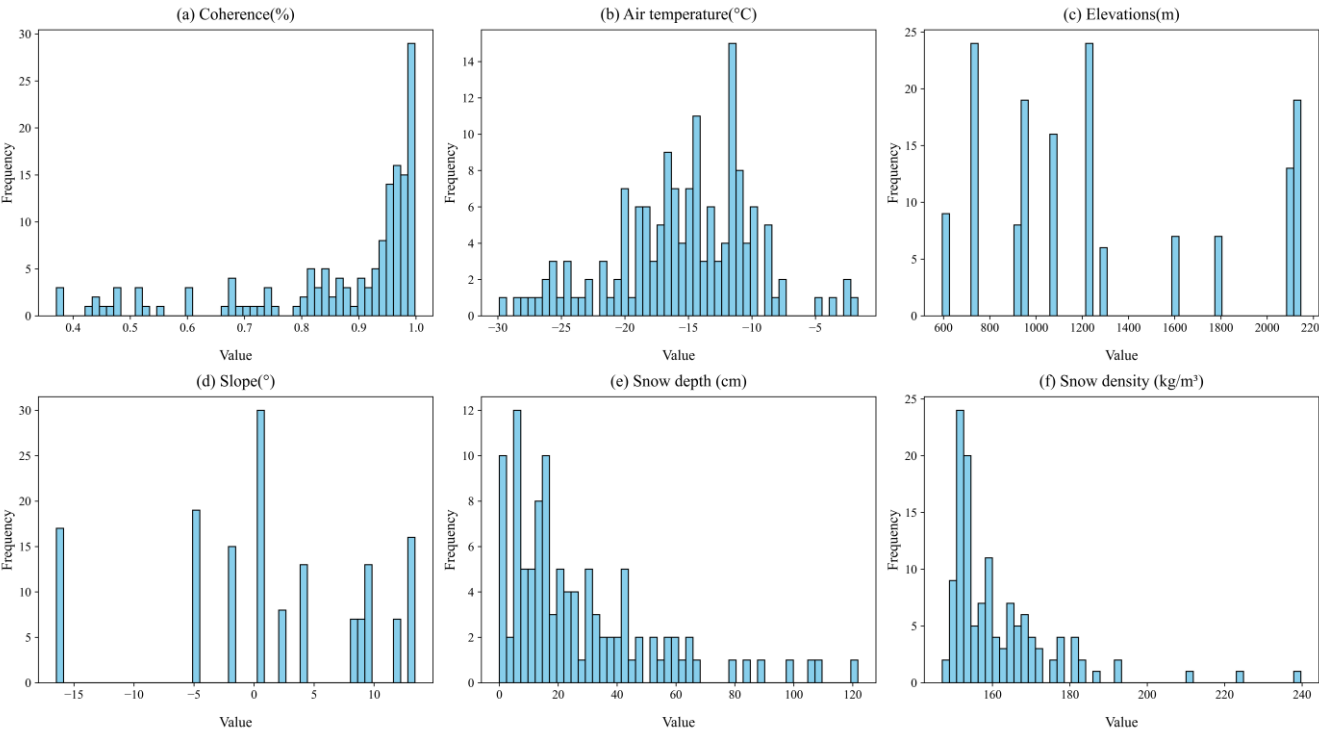 (a) Coherence(%)
30
25
20
15
10
5
0
Frequency
0.4 0.5 0.6 0.7 0.8 0.9 1.0
Value
(b) Air temperature(°C)
14
12
10
8
6
4
2
0
Frequency
−30 −25 −20 −15 −10 −5
Value
(c) Elevations(m)
25
20
15
10
5
0
Frequency
600 800 1000 1200 1400 1600 1800 2000 220
Value
(d) Slope(°)
30
25
20
15
10
5
0
Frequency
−15 −10 −5 0 5 10
Value
(e) Snow depth (cm)
12
10
8
6
4
2
0
Frequency
0 20 40 60 80 100 120
Value
(f) Snow density (kg/m³)
25
20
15
10
5
0
Frequency
160 180 200 220 240
Value